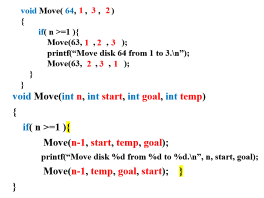 void Move( 64, 1 , 3 , 2)
{
if( n >=1 ){
Move(63, 1 , 2 , 3 );
printf(“Move disk 64 from 1 to 3.\n”);
Move(63, 2 , 3 , 1 );
}
}
void Move(int n, int start, int goal, int temp)
{
if( n >=1 ){
Move(n-1, start, temp, goal);
printf(“Move disk %d from %d to %d.\n”, n, start, goal);
Move(n-1, temp, goal, start); }
}